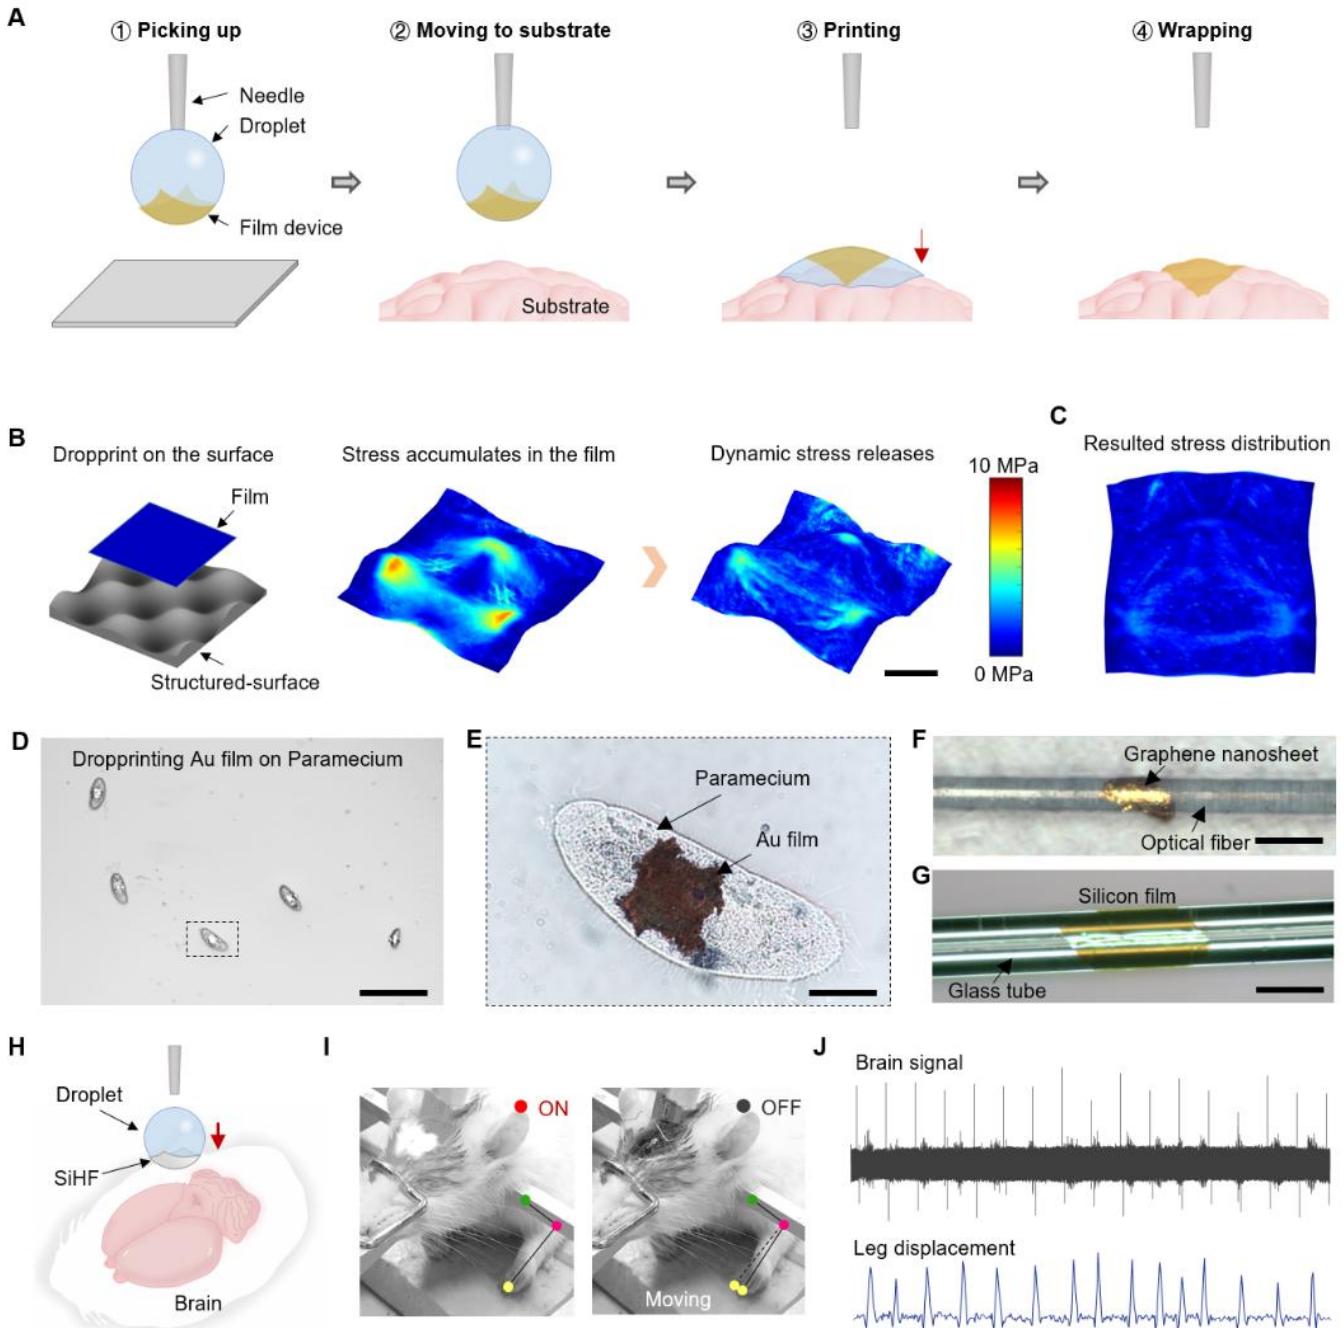 A
① Picking up
② Moving to substrate
③ Printing
④ Wrapping
Needle
Droplet
Film device
Substrate
B
Dropprint on the surface
Film
Structured-surface
Stress accumulates in the film
Dynamic stress releases
10 MPa
0 MPa
C
Resulted stress distribution
D
Dropprinting Au film on Paramecium
E
Paramecium
Au film
F
Graphene nanosheet
Optical fiber
G
Silicon film
Glass tube
H
Droplet
SiHF
Brain
I
ON
OFF
Moving
J
Brain signal
Leg displacement